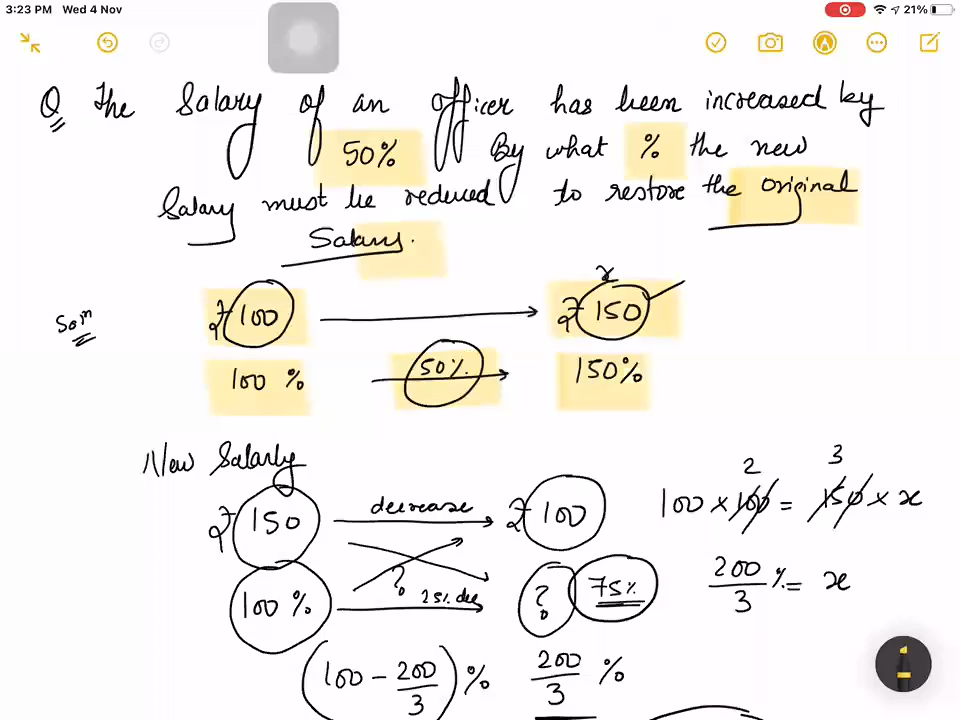 3:23 PM Wed 4 Nov 21%
Q The Salary of an officer has been increased by
50% By what % the new
Salary must be reduced to restore the original
Salary.
Soln ₹ 100 ₹ 150 x
100 % 50% 150%
New Salarly
₹ 150 decrease ₹ 100
100 % ? 25% dec ? 75%
100 × 100 = 150 × x
2 3
200/3 % = x
(100 - 200/3) % 200/3 %